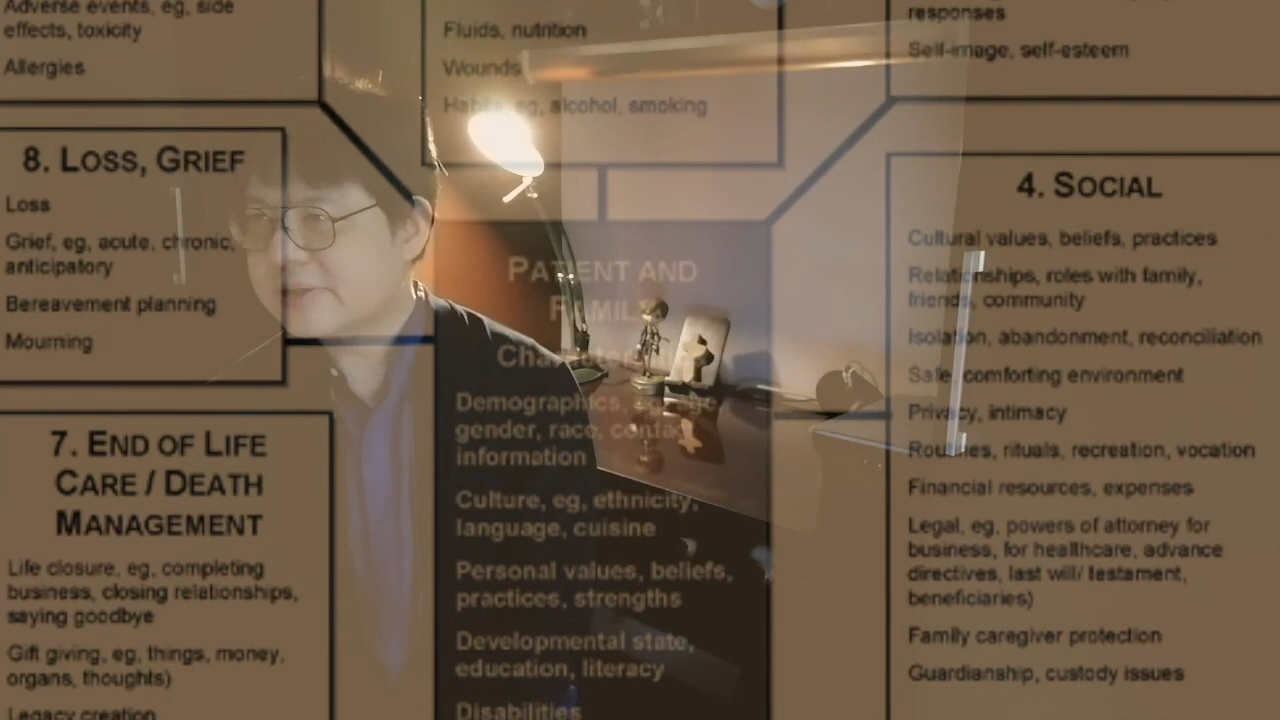 Adverse events, eg, side
effects, toxicity
Allergies
8. LOSS, GRIEF
Loss
Grief, eg, acute, chronic,
anticipatory
Bereavement planning
Mourning
7. END OF LIFE
CARE / DEATH
MANAGEMENT
Life closure, eg, completing
business, closing relationships,
saying goodbye
Gift giving, eg, things, money,
organs, thoughts)
Legacy creation
Fluids, nutrition
Wounds
Habits, eg, alcohol, smoking
PATIENT AND
FAMILY
Demographics,
gender, race, contact
information
Culture, eg, ethnicity,
language, cuisine
Personal values, beliefs,
practices, strengths
Developmental state,
education, literacy
Disabilities
responses
Self-image, self-esteem
4. SOCIAL
Cultural values, beliefs, practices
Relationships, roles with family,
friends, community
Isolation, abandonment, reconciliation
Safe, comforting environment
Privacy, intimacy
Routines, rituals, recreation, vocation
Financial resources, expenses
Legal, eg, powers of attorney for
business, for healthcare, advance
directives, last will/ testament,
beneficiaries)
Family caregiver protection
Guardianship, custody issues